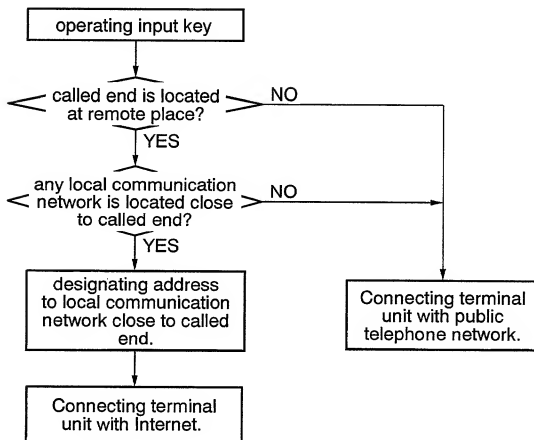 operating input key
called end is located
at remote place?
NO
YES
any local communication
network is located close
to called end?
NO
YES
designating address
to local communication
network close to called
end.
Connecting terminal
unit with public
telephone network.
Connecting terminal
unit with Internet.